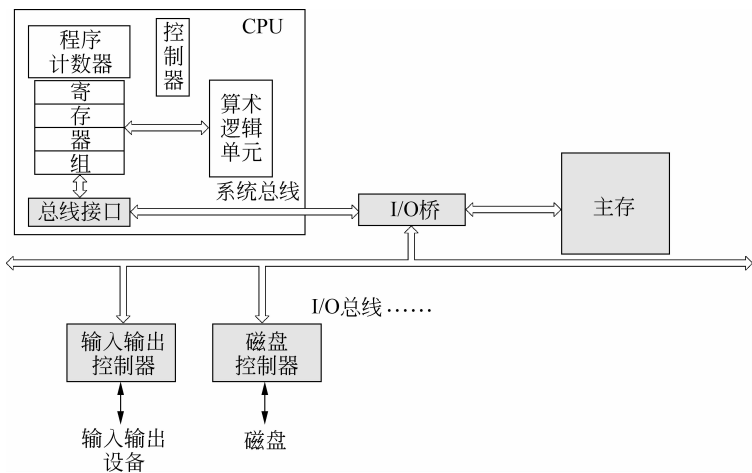 CPU
程序
计数器
控
制
器
寄
存
器
组
算术
逻辑
单元
系统总线
总线接口
I/O桥
主存
I/O总线……
输入输出
控制器
磁盘
控制器
输入输出
设备
磁盘